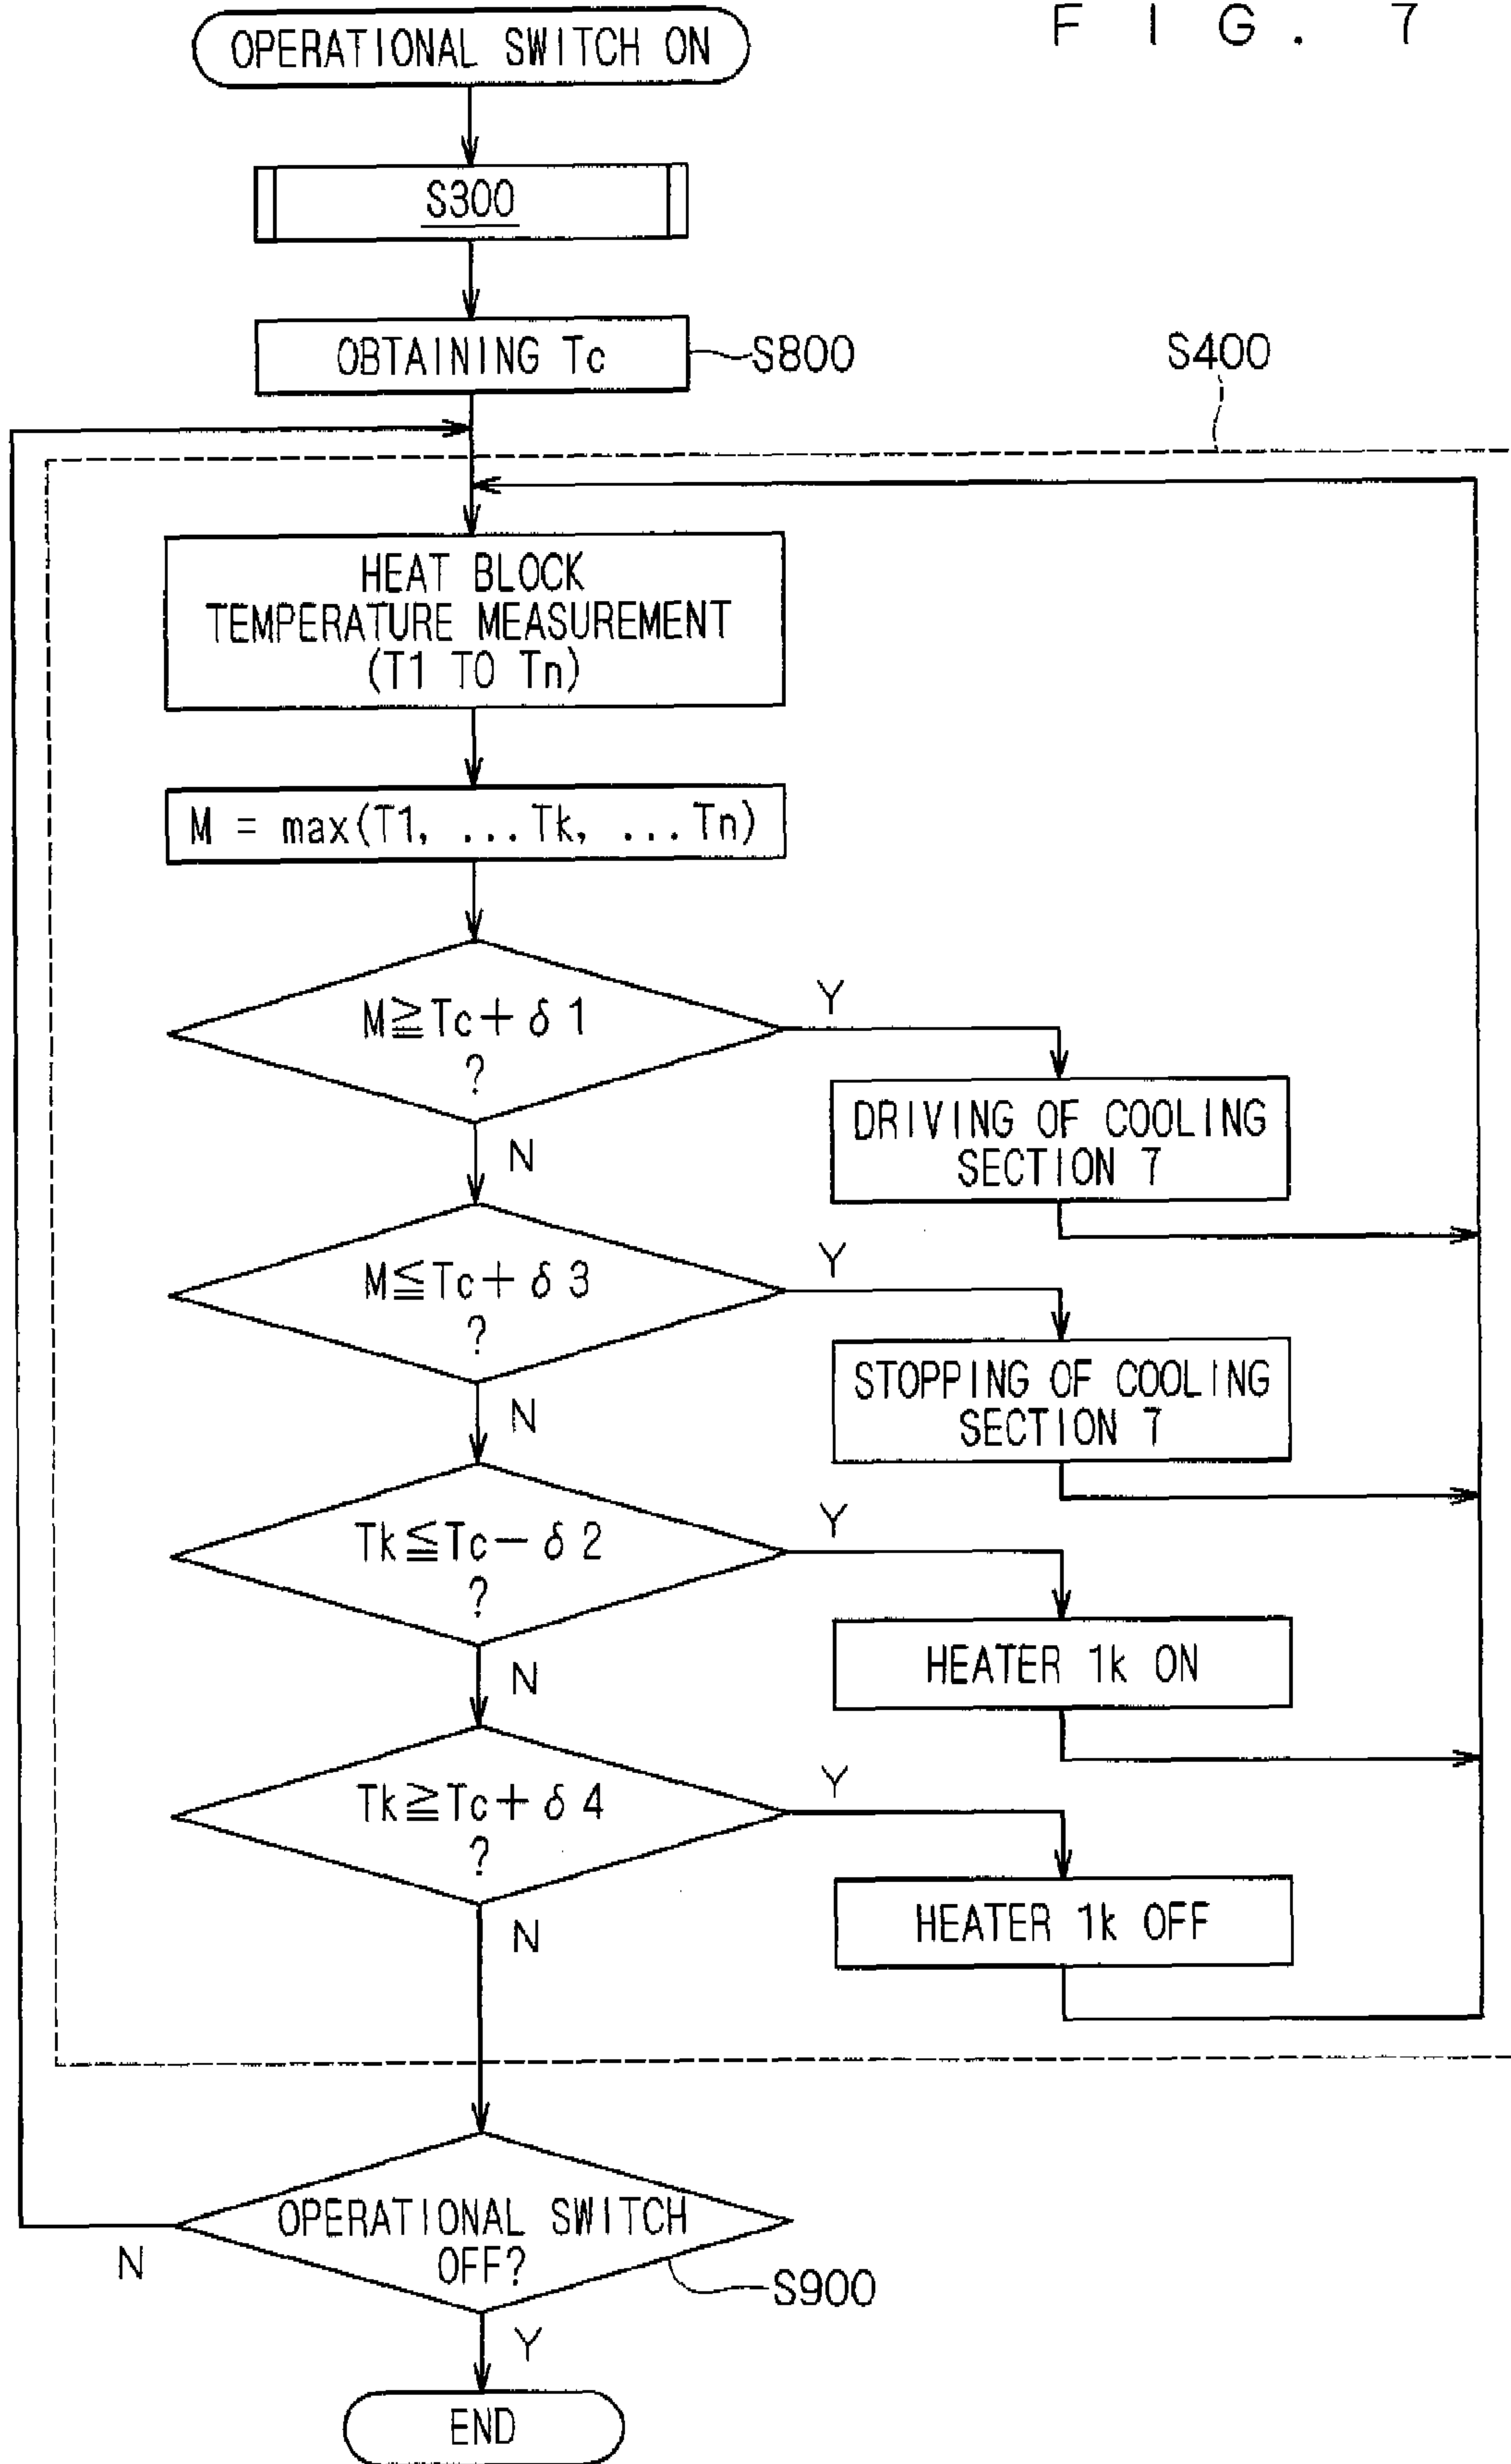 F I G . 7
OPERATIONAL SWITCH ON
S300
OBTAINING Tc
S800
S400
HEAT BLOCK
TEMPERATURE MEASUREMENT
(T1 TO Tn)
M = max(T1, ...Tk, ...Tn)
M≧Tc+δ1
?
Y
N
DRIVING OF COOLING
SECTION 7
M≦Tc+δ3
?
Y
N
STOPPING OF COOLING
SECTION 7
Tk≦Tc−δ2
?
Y
N
HEATER 1k ON
Tk≧Tc+δ4
?
Y
N
HEATER 1k OFF
OPERATIONAL SWITCH
OFF?
N
S900
Y
END